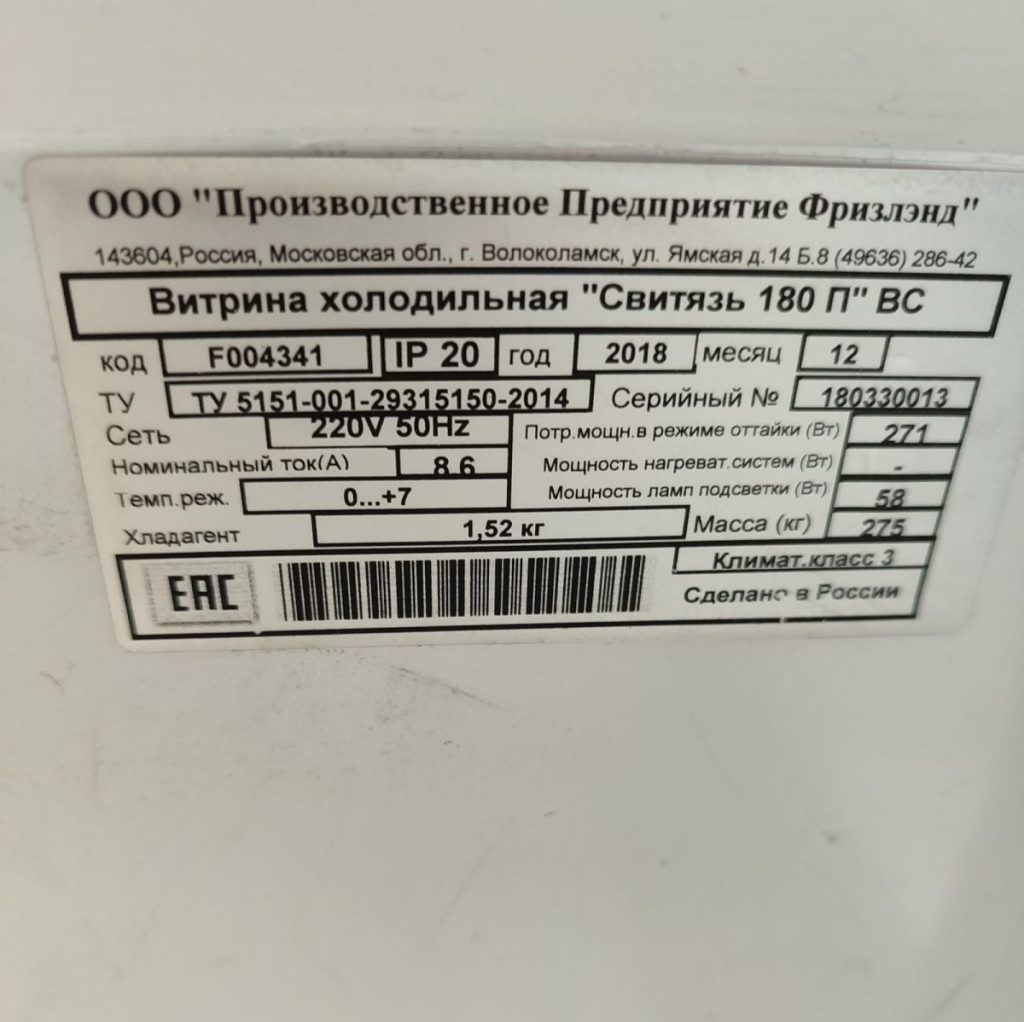 ООО "Производственное Предприятие Фризлэнд"
143604,Россия, Московская обл., г. Волоколамск, ул. Ямская д.14 Б.8 (49636) 286-42
Витрина холодильная "Свитязь 180 П" ВС
код F004341 IP 20 год 2018 месяц 12
ТУ ТУ 5151-001-29315150-2014 Серийный № 180330013
Сеть 220V 50Hz Потр.мощн.в режиме оттайки (Вт) 271
Номинальный ток(А) 8,6 Мощность нагреват.систем (Вт) -
Темп.реж. 0...+7 Мощность ламп подсветки (Вт) 58
Хладагент 1,52 кг Масса (кг) 275
Климат.класс 3
EAC Сделано в России